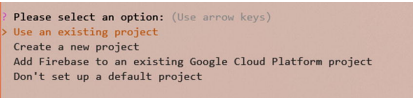 ? Please select an option: (Use arrow keys)
> Use an existing project
Create a new project
Add Firebase to an existing Google Cloud Platform project
Don't set up a default project